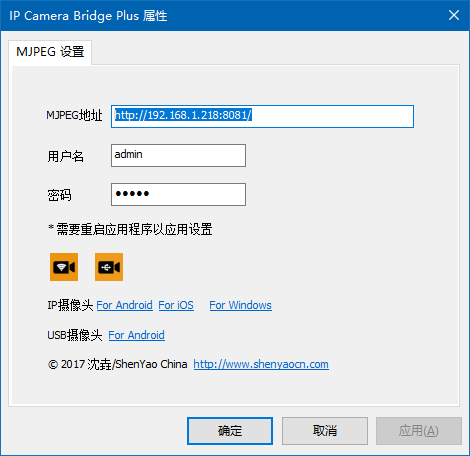 IP Camera Bridge Plus 属性
MJPEG 设置
MJPEG地址 http://192.168.1.218:8081/
用户名 admin
密码 •••••
*需要重启应用程序以应用设置
IP摄像头 For Android For iOS For Windows
USB摄像头 For Android
© 2017 沈垚/ShenYao China http://www.shenyaocn.com
确定 取消 应用(A)